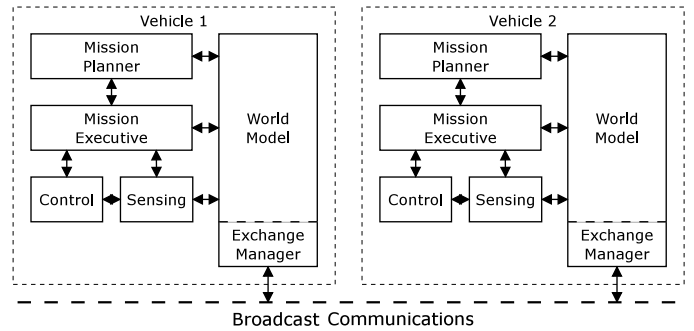 Vehicle 1
Mission
Planner
Mission
Executive
World
Model
Control
Sensing
Exchange
Manager
Vehicle 2
Mission
Planner
Mission
Executive
World
Model
Control
Sensing
Exchange
Manager
Broadcast Communications